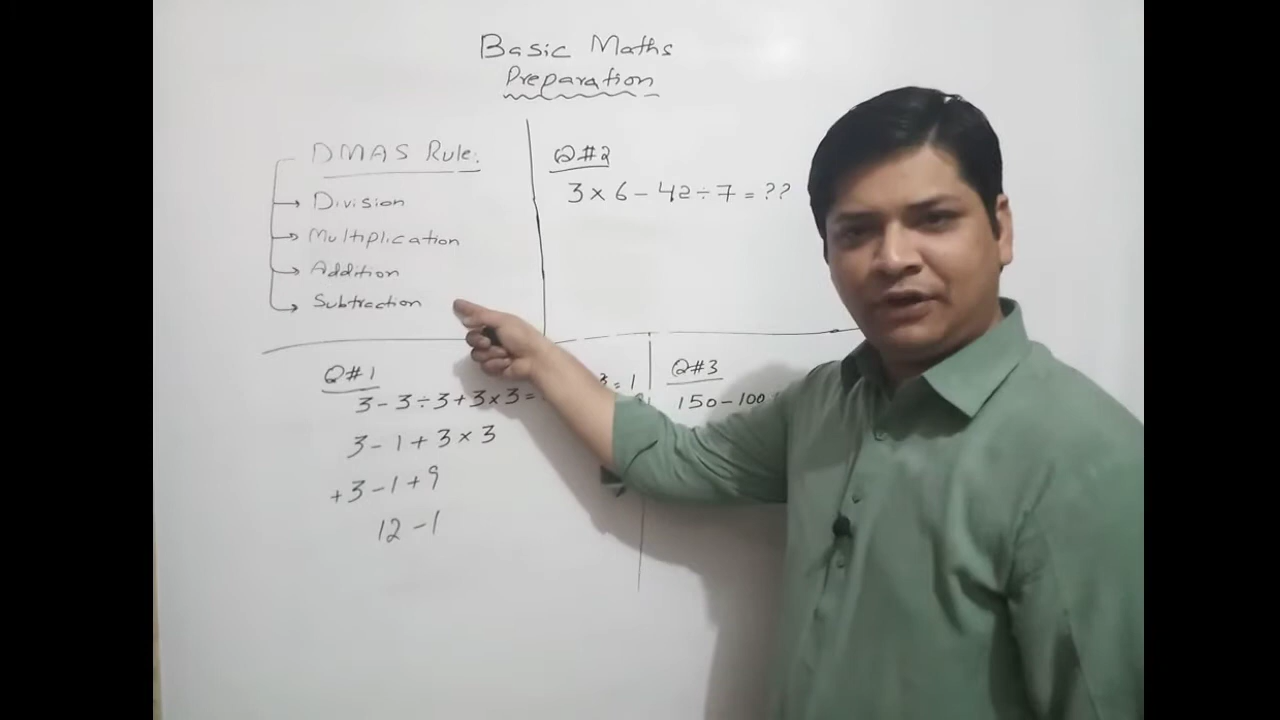 Basic Maths
Preparation
DMAS Rule.
Division
Multiplication
Addition
Subtraction
Q#2
3 × 6 - 42 ÷ 7 = ??
Q#1
3 - 3 ÷ 3 + 3 × 3 =
3 - 1 + 3 × 3
+3 - 1 + 9
12 - 1
= 1
Q#3
150 - 100